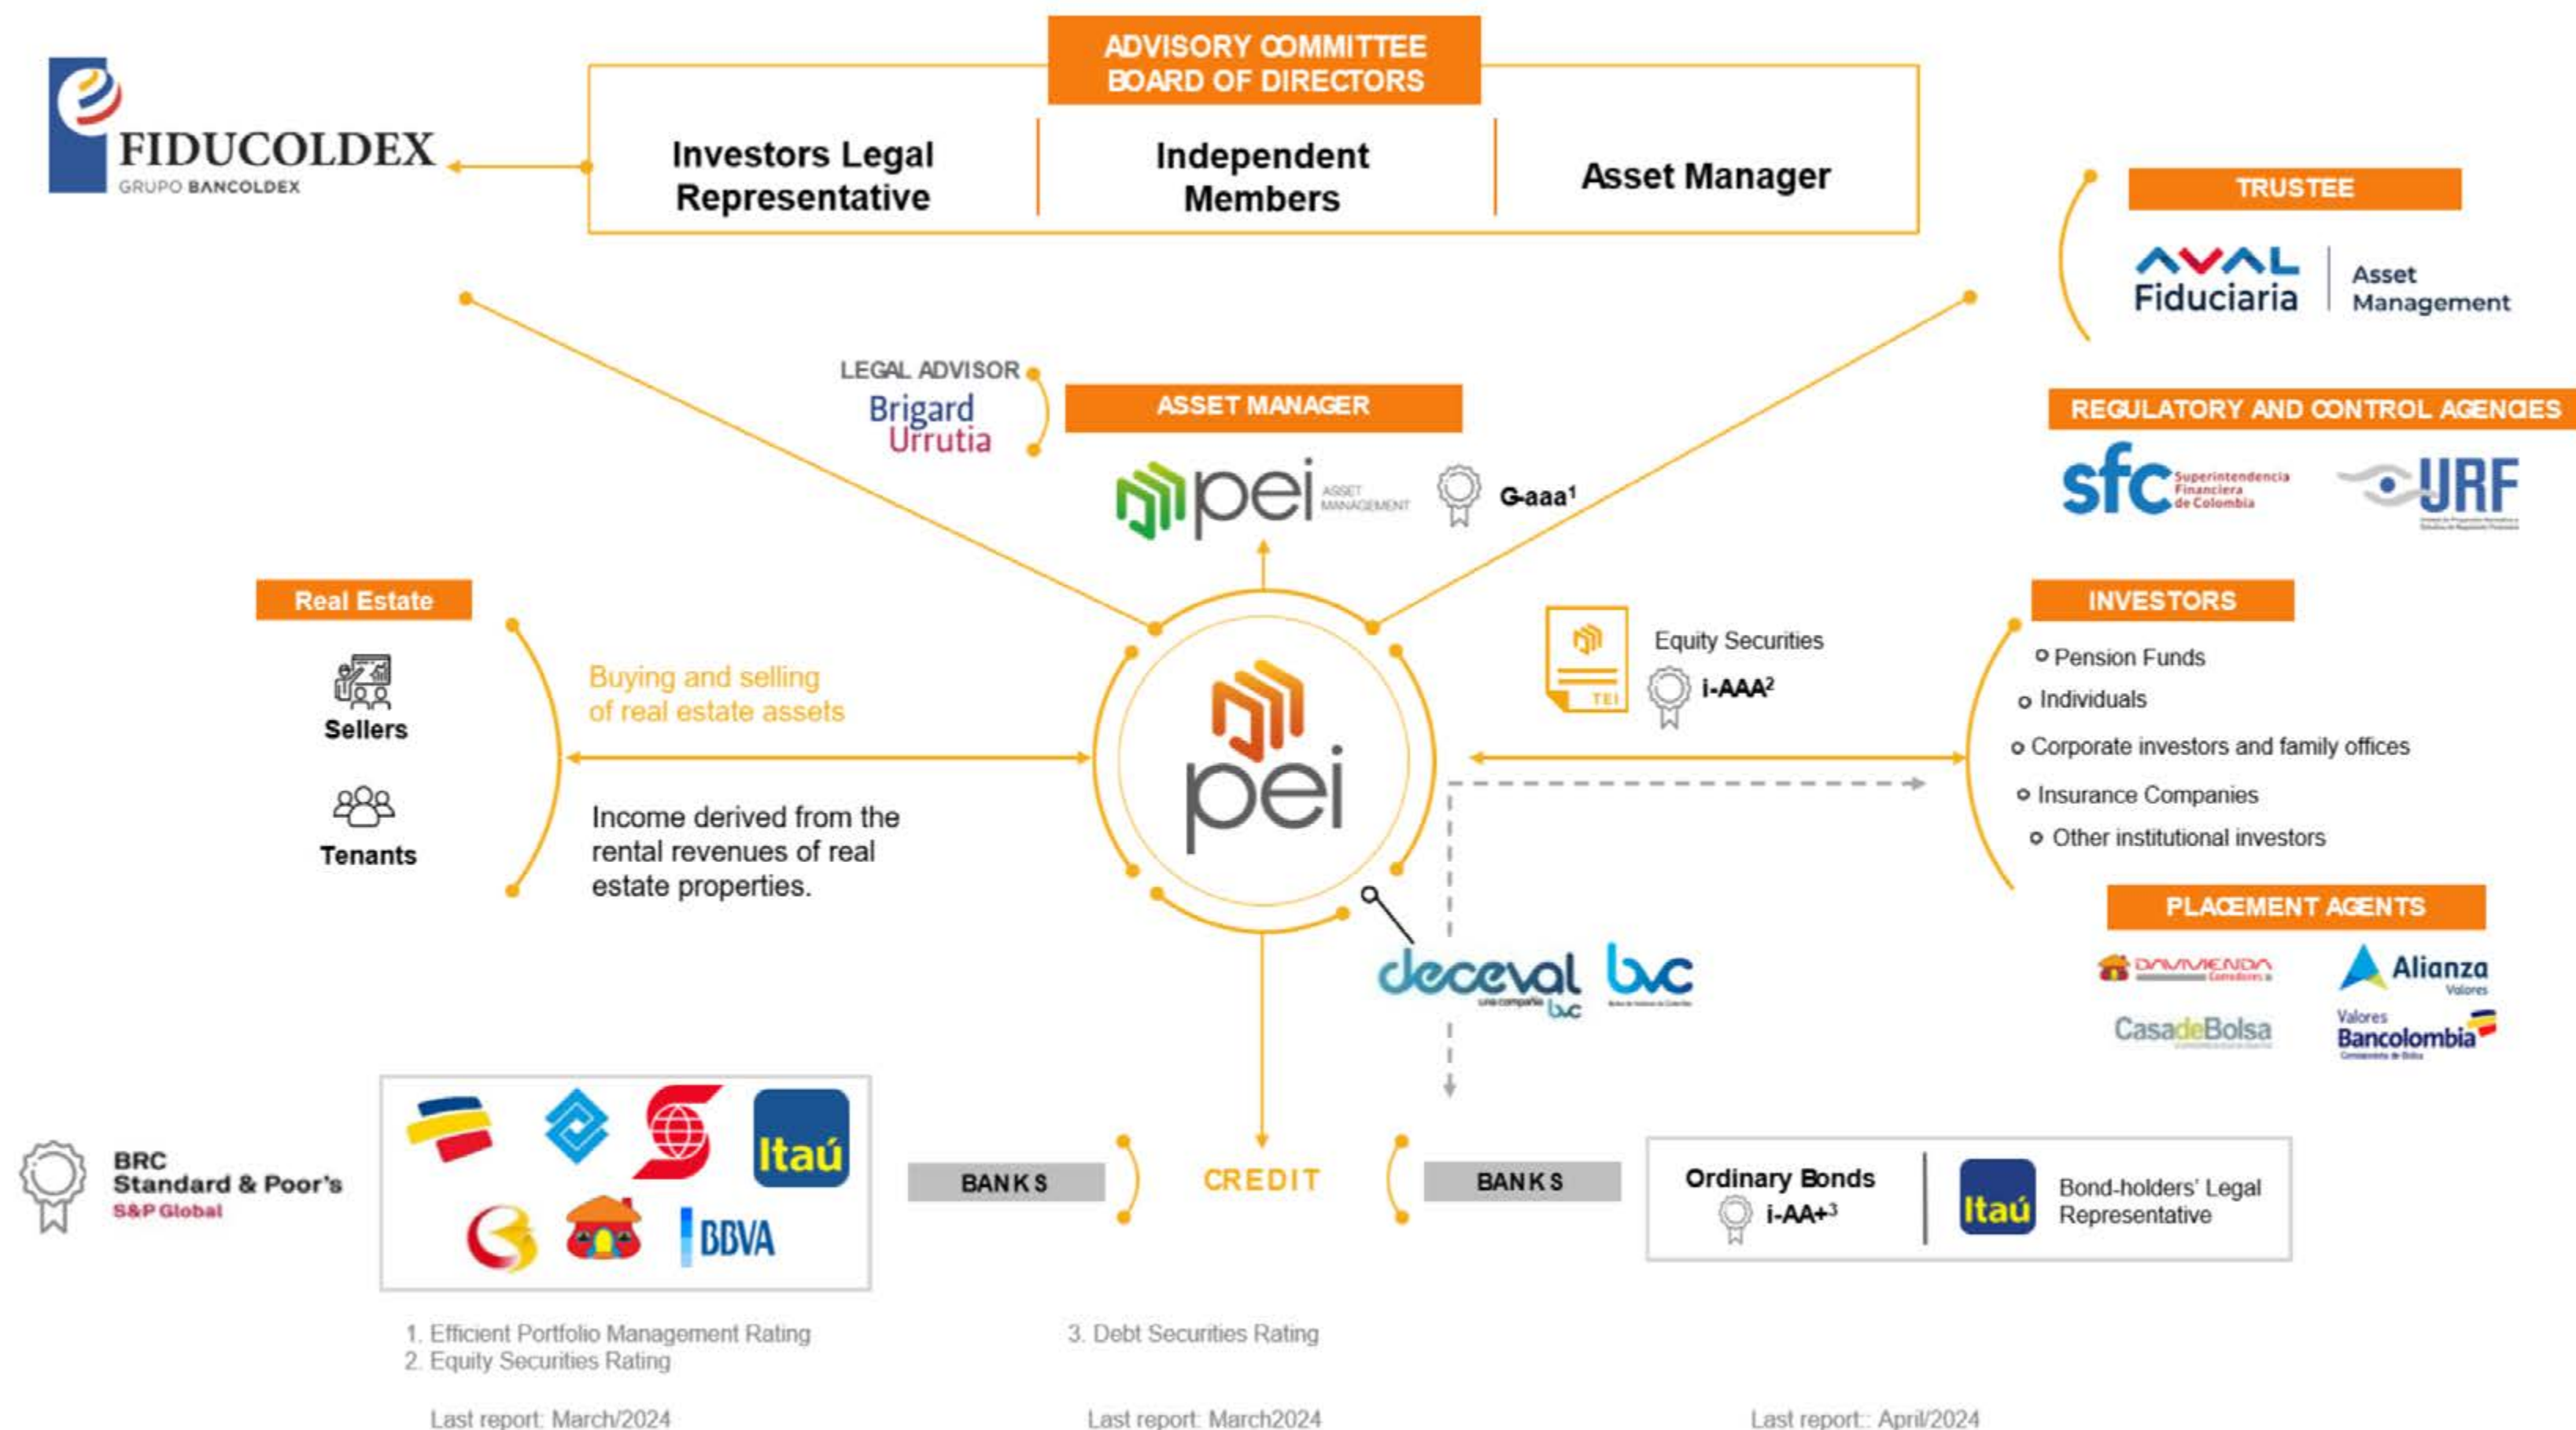 ADVISORY COMMITTEE
BOARD OF DIRECTORS
FIDUCOLDEX
GRUPO BANCOLDEX
Investors Legal
Representative
Independent
Members
Asset Manager
TRUSTEE
AVAL
Fiduciaria
Asset
Management
LEGAL ADVISOR
Brigard
Urrutia
ASSET MANAGER
pei
ASSET
MANAGEMENT
G-aaa¹
REGULATORY AND CONTROL AGENCIES
sfc
Superintendencia
Financiera
de Colombia
URF
Real Estate
Sellers
Tenants
Buying and selling
of real estate assets
Income derived from the
rental revenues of real
estate properties.
pei
TEI
Equity Securities
i-AAA²
INVESTORS
Pension Funds
Individuals
Corporate investors and family offices
Insurance Companies
Other institutional investors
deceval
una compañía bvc
bvc
PLACEMENT AGENTS
DAVIVIENDA
Corredores
Alianza
Valores
CasadeBolsa
Valores
Bancolombia
BRC
Standard & Poor's
S&P Global
Itaú
BBVA
BANKS
CREDIT
BANKS
Ordinary Bonds
i-AA+³
Itaú
Bond-holders' Legal
Representative
1. Efficient Portfolio Management Rating
2. Equity Securities Rating
3. Debt Securities Rating
Last report: March/2024
Last report: March2024
Last report:: April/2024